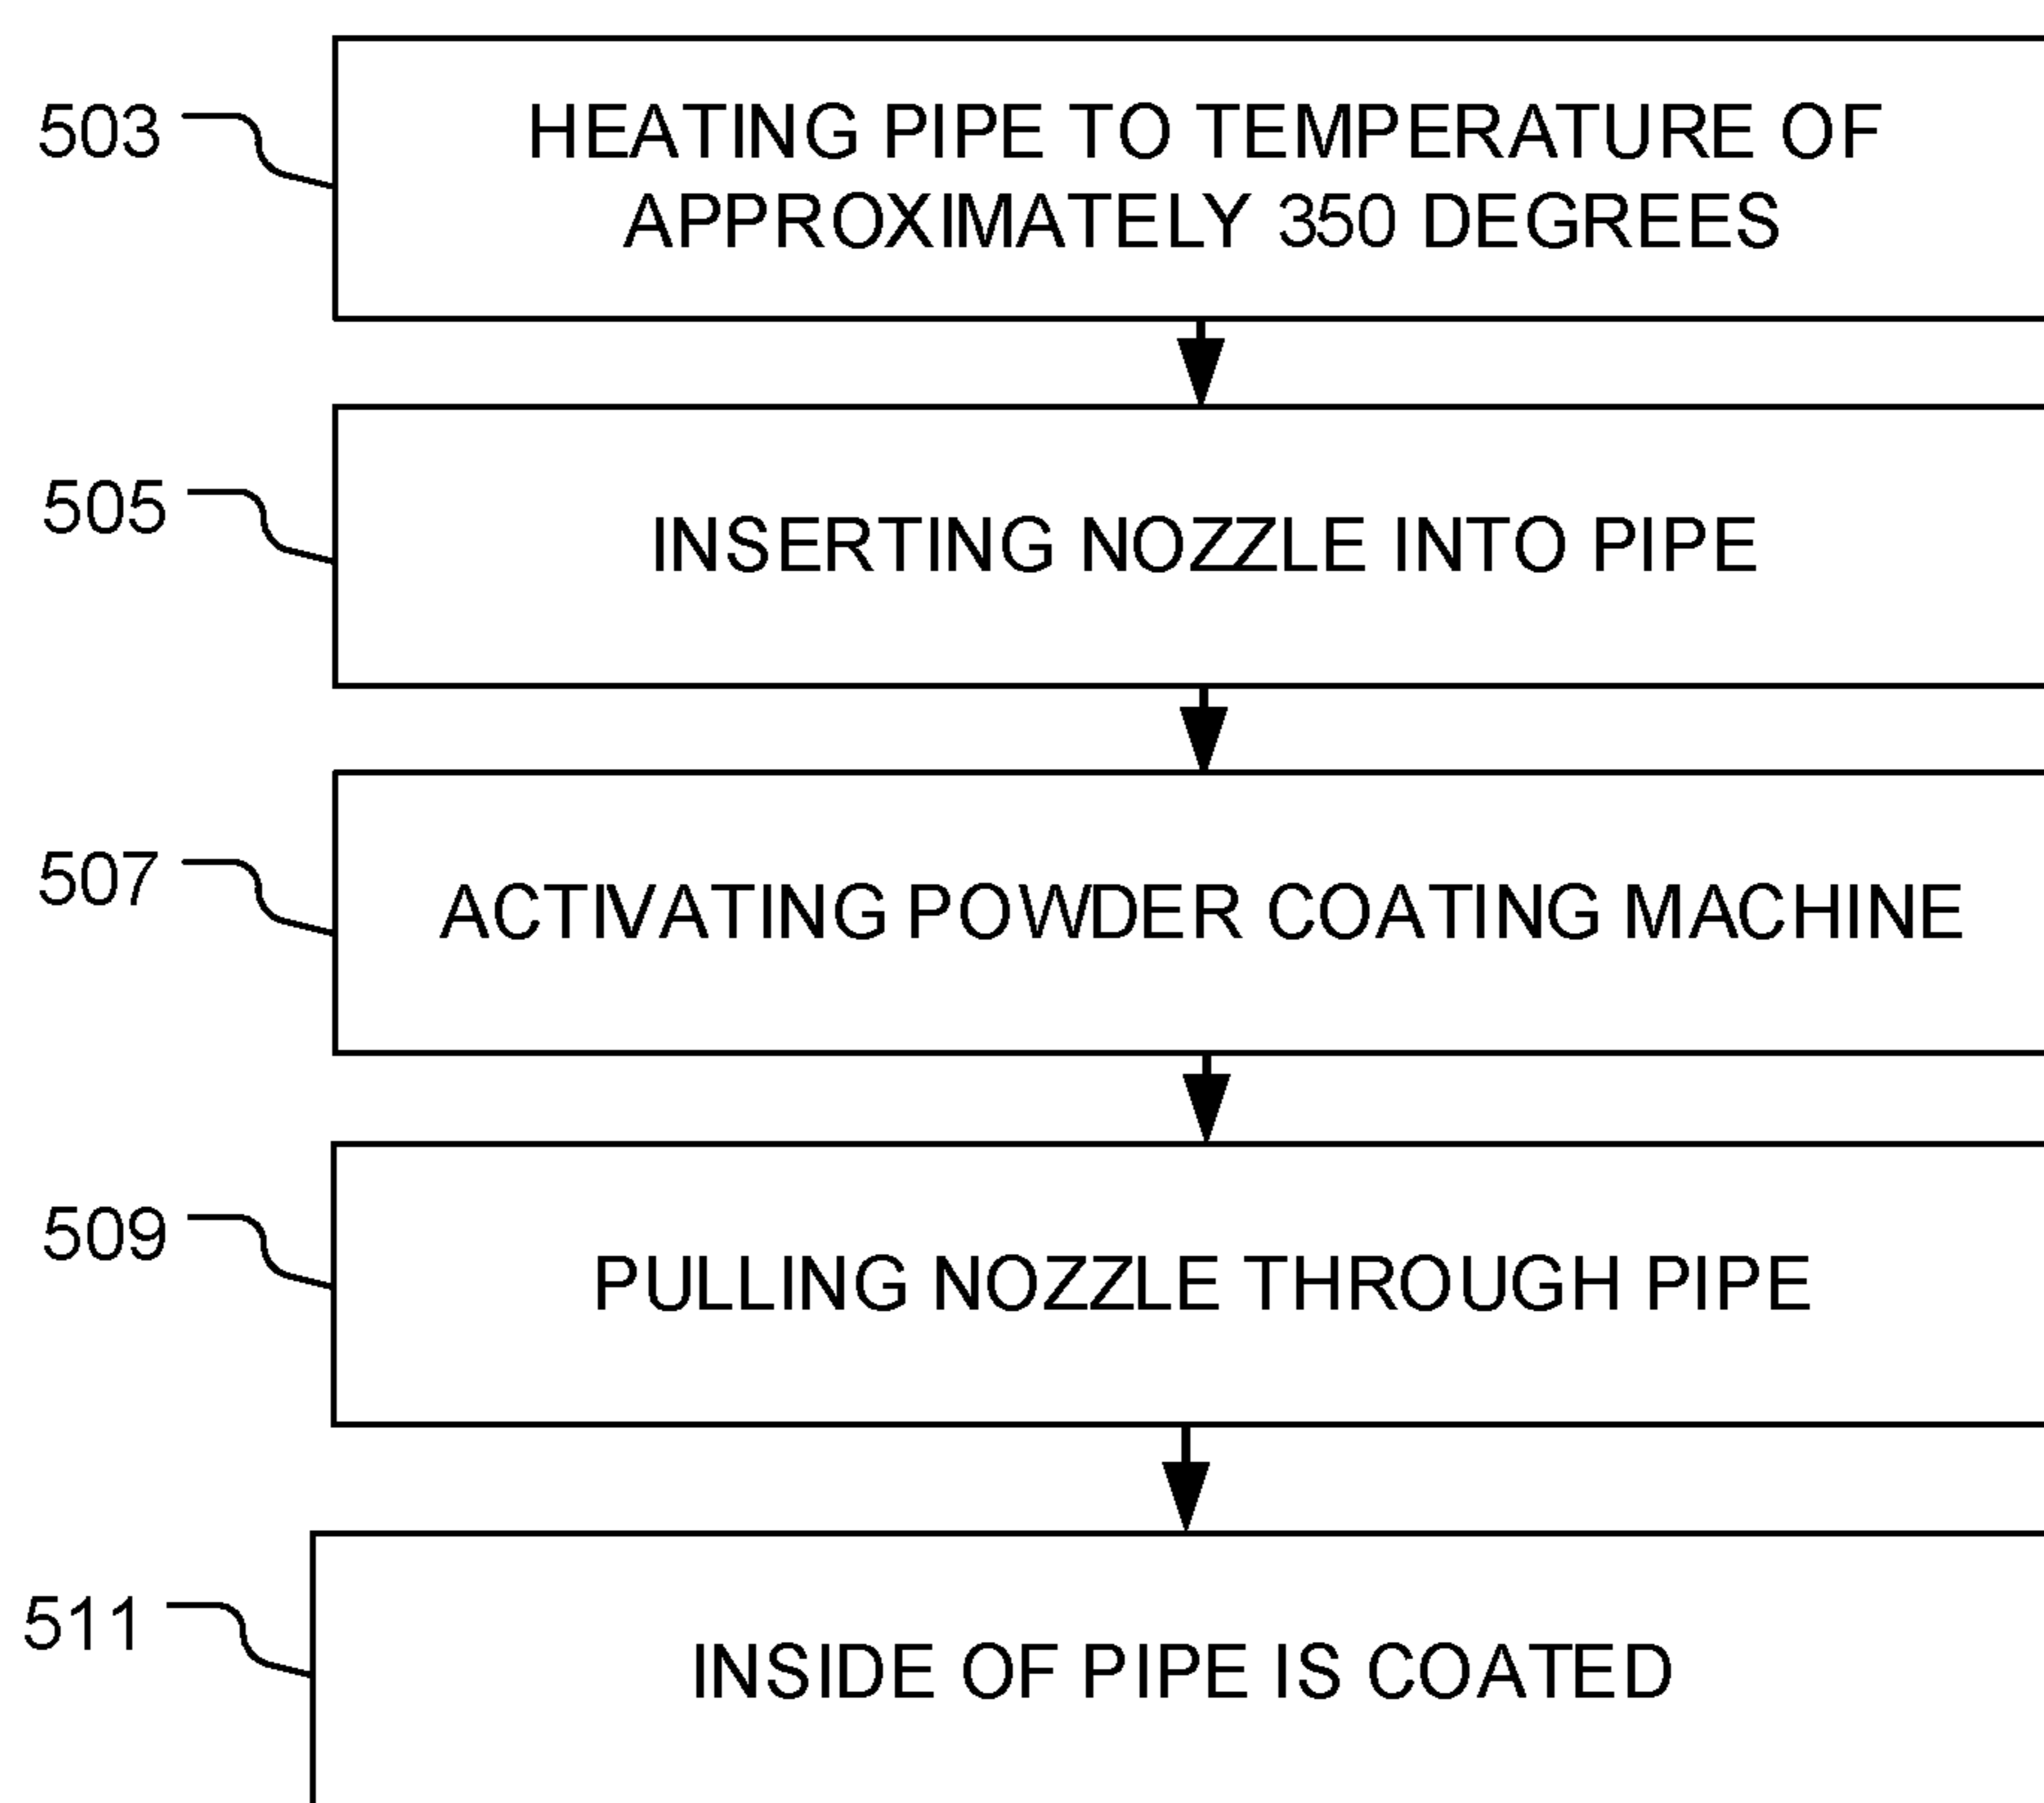 503
HEATING PIPE TO TEMPERATURE OF
APPROXIMATELY 350 DEGREES
505
INSERTING NOZZLE INTO PIPE
507
ACTIVATING POWDER COATING MACHINE
509
PULLING NOZZLE THROUGH PIPE
511
INSIDE OF PIPE IS COATED